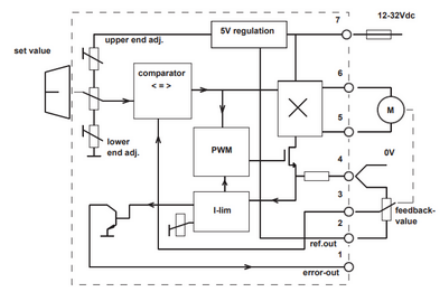 set value
upper end adj.
5V regulation
7
12-32Vdc
comparator
< = >
6
M
5
lower
end adj.
PWM
4
0V
3
I-lim
feedback-
value
2
ref.out
1
error-out